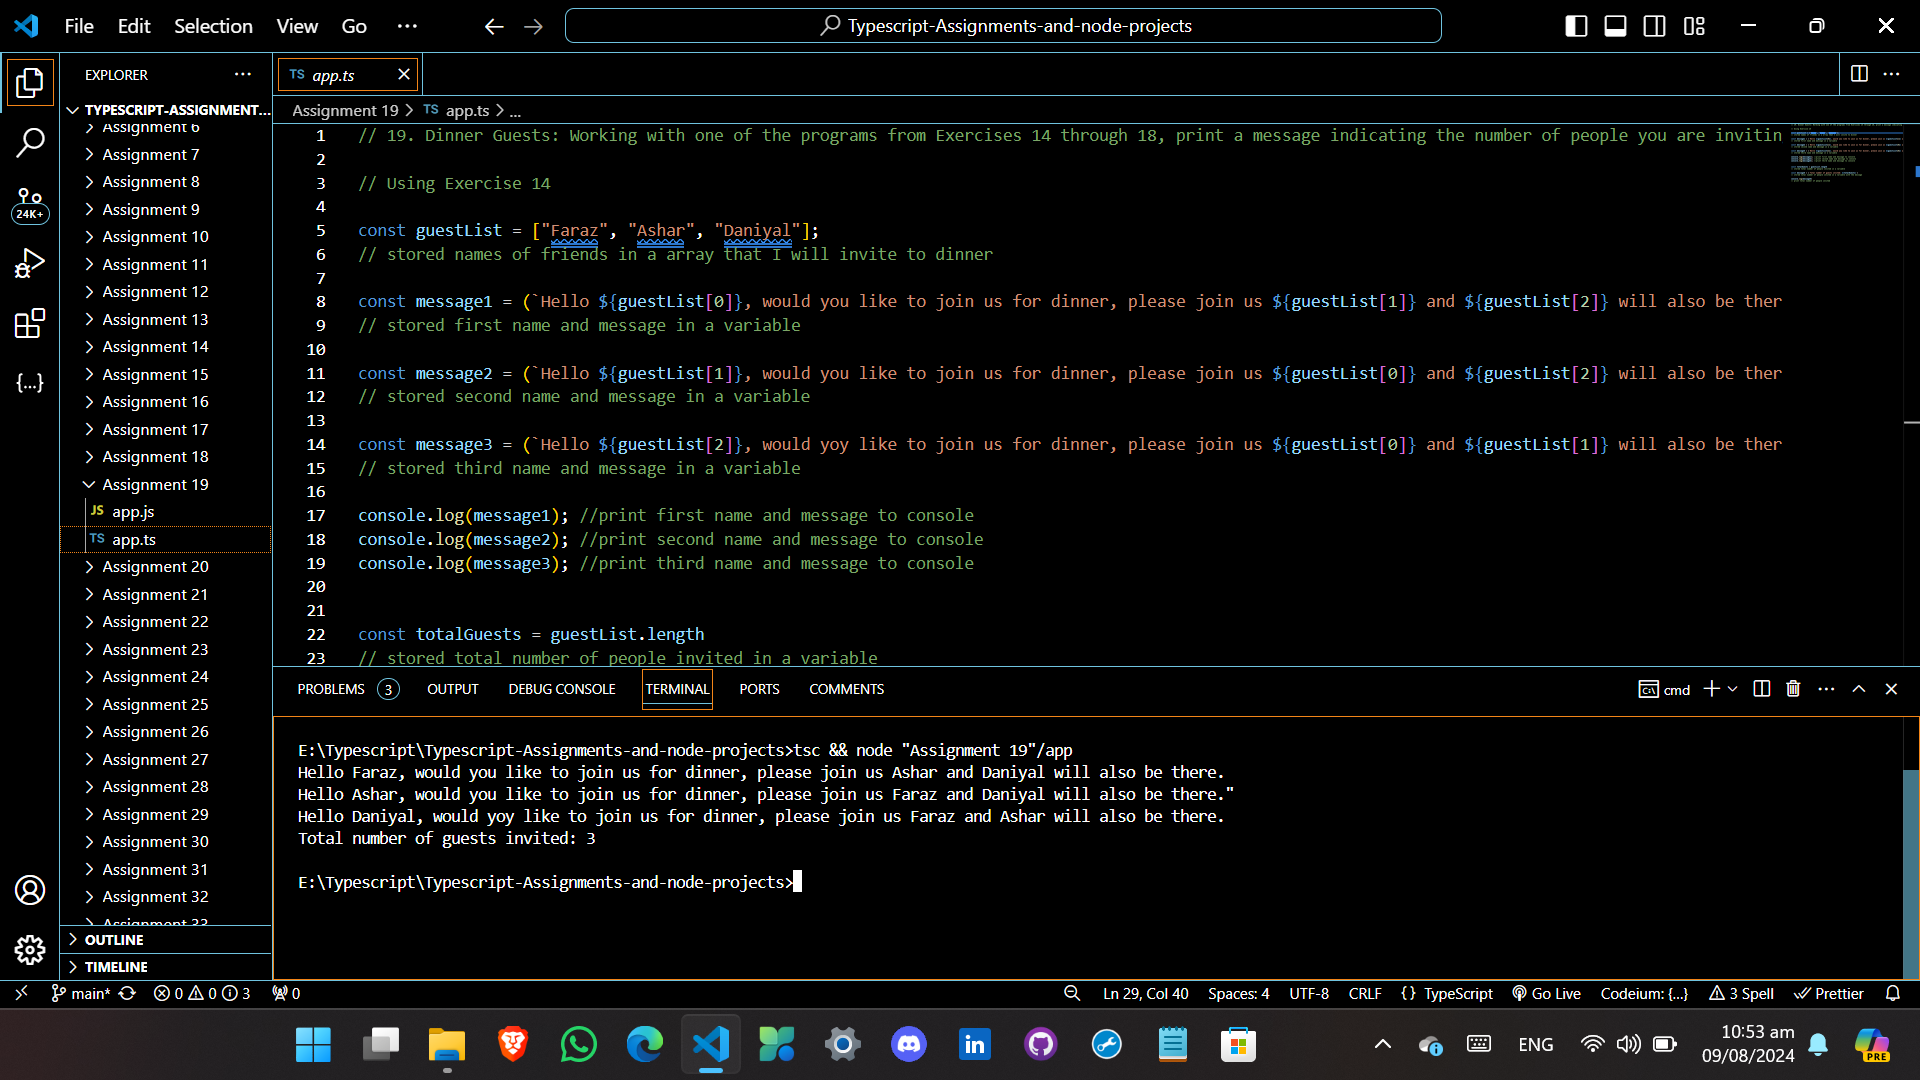 File Edit Selection View Go ··· Typescript-Assignments-and-node-projects
EXPLORER ···
TYPESCRIPT-ASSIGNMENT...
Assignment 6
Assignment 7
Assignment 8
Assignment 9
Assignment 10
Assignment 11
Assignment 12
Assignment 13
Assignment 14
Assignment 15
Assignment 16
Assignment 17
Assignment 18
Assignment 19
JS app.js
TS app.ts
Assignment 20
Assignment 21
Assignment 22
Assignment 23
Assignment 24
Assignment 25
Assignment 26
Assignment 27
Assignment 28
Assignment 29
Assignment 30
Assignment 31
Assignment 32
Assignment 33
OUTLINE
TIMELINE
24K+
TS app.ts
Assignment 19 > TS app.ts > ...
1 // 19. Dinner Guests: Working with one of the programs from Exercises 14 through 18, print a message indicating the number of people you are invitin
2
3 // Using Exercise 14
4
5 const guestList = ["Faraz", "Ashar", "Daniyal"];
6 // stored names of friends in a array that I will invite to dinner
7
8 const message1 = (`Hello ${guestList[0]}, would you like to join us for dinner, please join us ${guestList[1]} and ${guestList[2]} will also be ther
9 // stored first name and message in a variable
10
11 const message2 = (`Hello ${guestList[1]}, would you like to join us for dinner, please join us ${guestList[0]} and ${guestList[2]} will also be ther
12 // stored second name and message in a variable
13
14 const message3 = (`Hello ${guestList[2]}, would yoy like to join us for dinner, please join us ${guestList[0]} and ${guestList[1]} will also be ther
15 // stored third name and message in a variable
16
17 console.log(message1); //print first name and message to console
18 console.log(message2); //print second name and message to console
19 console.log(message3); //print third name and message to console
20
21
22 const totalGuests = guestList.length
23 // stored total number of people invited in a variable
PROBLEMS 3 OUTPUT DEBUG CONSOLE TERMINAL PORTS COMMENTS cmd
E:\Typescript\Typescript-Assignments-and-node-projects>tsc && node "Assignment 19"/app
Hello Faraz, would you like to join us for dinner, please join us Ashar and Daniyal will also be there.
Hello Ashar, would you like to join us for dinner, please join us Faraz and Daniyal will also be there."
Hello Daniyal, would yoy like to join us for dinner, please join us Faraz and Ashar will also be there.
Total number of guests invited: 3
E:\Typescript\Typescript-Assignments-and-node-projects>
main* 0 0 3 0 Ln 29, Col 40 Spaces: 4 UTF-8 CRLF {} TypeScript Go Live Codeium: {...} 3 Spell Prettier
ENG 10:53 am
09/08/2024
PRE